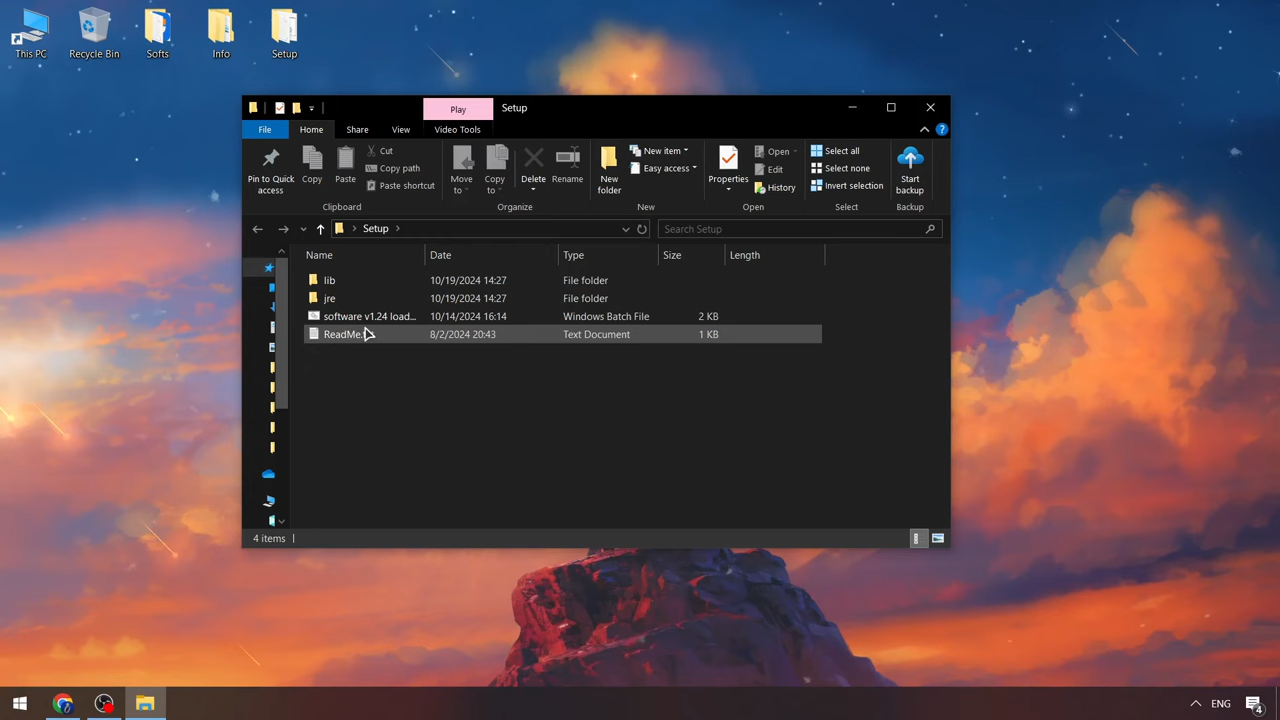 This PC
Recycle Bin
Softs
Info
Setup
Play
Setup
File
Home
Share
View
Video Tools
Pin to Quick access
Copy
Paste
Cut
Copy path
Paste shortcut
Clipboard
Move to
Copy to
Delete
Rename
Organize
New folder
New item
Easy access
New
Properties
Open
Edit
History
Open
Select all
Select none
Invert selection
Select
Start backup
Backup
Setup
Search Setup
Name Date Type Size Length
lib 10/19/2024 14:27 File folder
jre 10/19/2024 14:27 File folder
software v1.24 load... 10/14/2024 16:14 Windows Batch File 2 KB
ReadMe. 8/2/2024 20:43 Text Document 1 KB
4 items
ENG
4